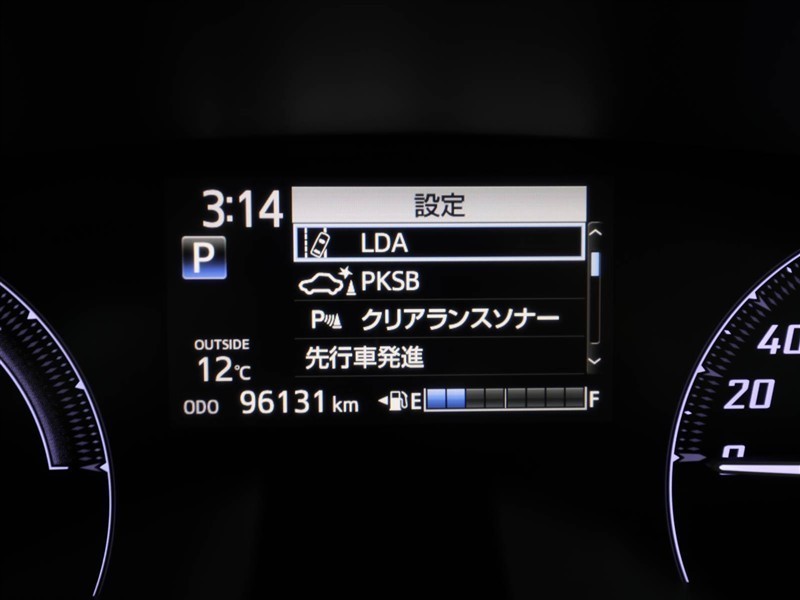 3:14
設定
LDA
P
PKSB
P クリアランスソナー
先行車発進
OUTSIDE
12℃
ODO 96131 km
E F
40
20
0